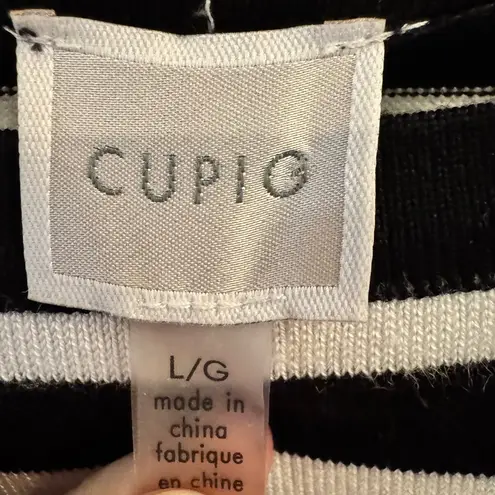 CUPIO
L/G
made in
china
fabrique
en chine